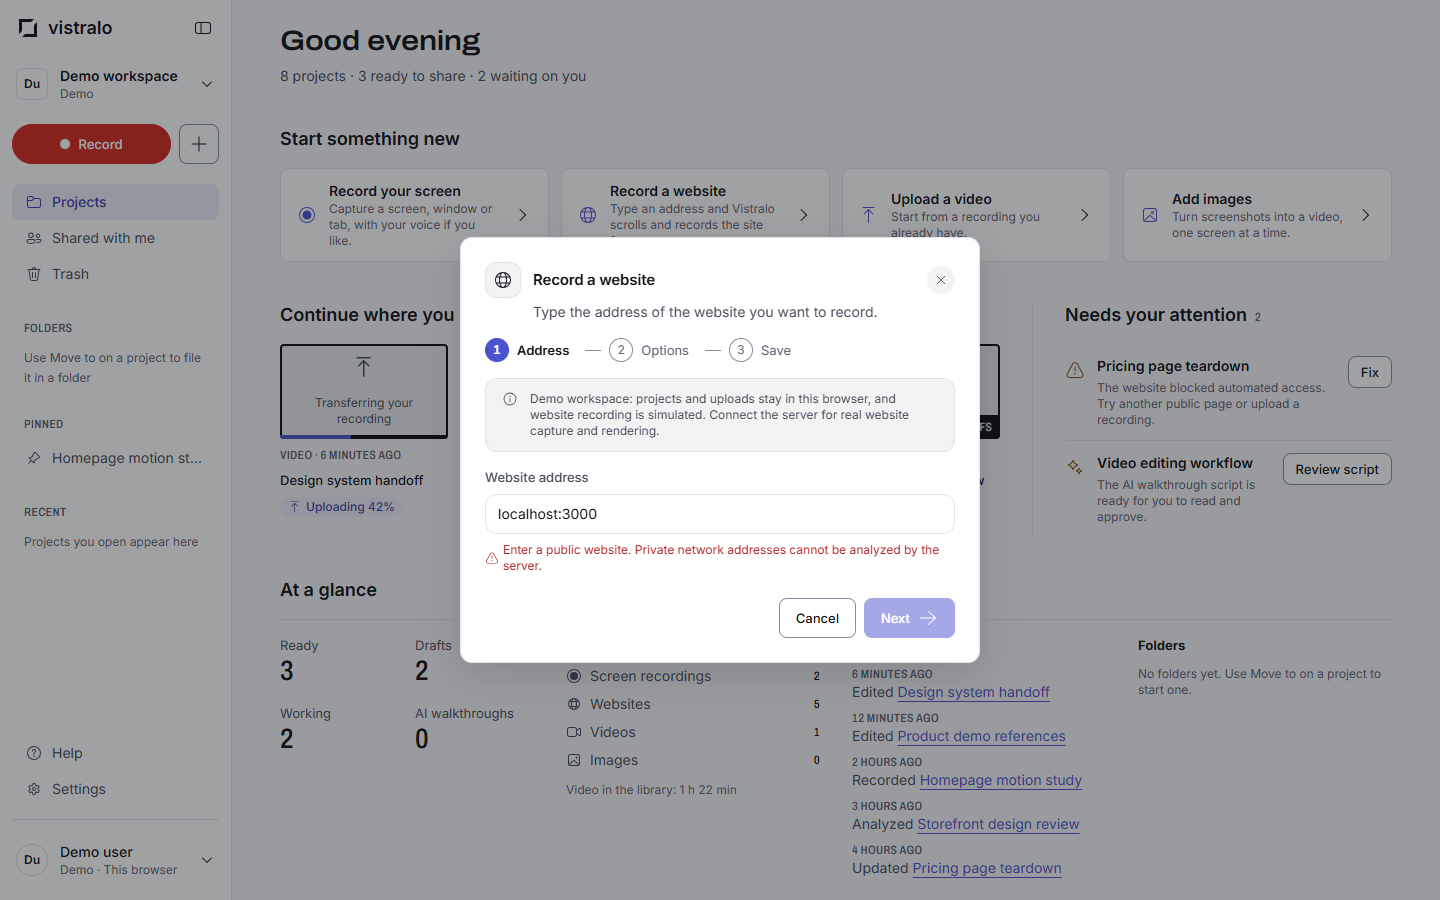 vistralo
Du
Demo workspace
Demo
Record
Projects
Shared with me
Trash
FOLDERS
Use Move to on a project to file
it in a folder
PINNED
Homepage motion st...
RECENT
Projects you open appear here
Help
Settings
Du
Demo user
Demo · This browser
Good evening
8 projects · 3 ready to share · 2 waiting on you
Start something new
Record your screen
Capture a screen, window or
tab, with your voice if you
like.
Record a website
Type an address and Vistralo
scrolls and records the site
Upload a video
Start from a recording you
already have.
Add images
Turn screenshots into a video,
one screen at a time.
Continue where you
Transferring your
recording
VIDEO · 6 MINUTES AGO
Design system handoff
Uploading 42%
Needs your attention 2
Pricing page teardown
The website blocked automated access.
Try another public page or upload a
recording.
Fix
Video editing workflow
The AI walkthrough script is
ready for you to read and
approve.
Review script
Record a website
Type the address of the website you want to record.
1 Address
2 Options
3 Save
Demo workspace: projects and uploads stay in this browser, and
website recording is simulated. Connect the server for real website
capture and rendering.
Website address
localhost:3000
Enter a public website. Private network addresses cannot be analyzed by the
server.
Cancel
Next
At a glance
Ready
3
Drafts
2
Working
2
AI walkthroughs
0
Screen recordings 2
Websites 5
Videos 1
Images 0
Video in the library: 1 h 22 min
6 MINUTES AGO
Edited Design system handoff
12 MINUTES AGO
Edited Product demo references
2 HOURS AGO
Recorded Homepage motion study
3 HOURS AGO
Analyzed Storefront design review
4 HOURS AGO
Updated Pricing page teardown
Folders
No folders yet. Use Move to on a project to
start one.